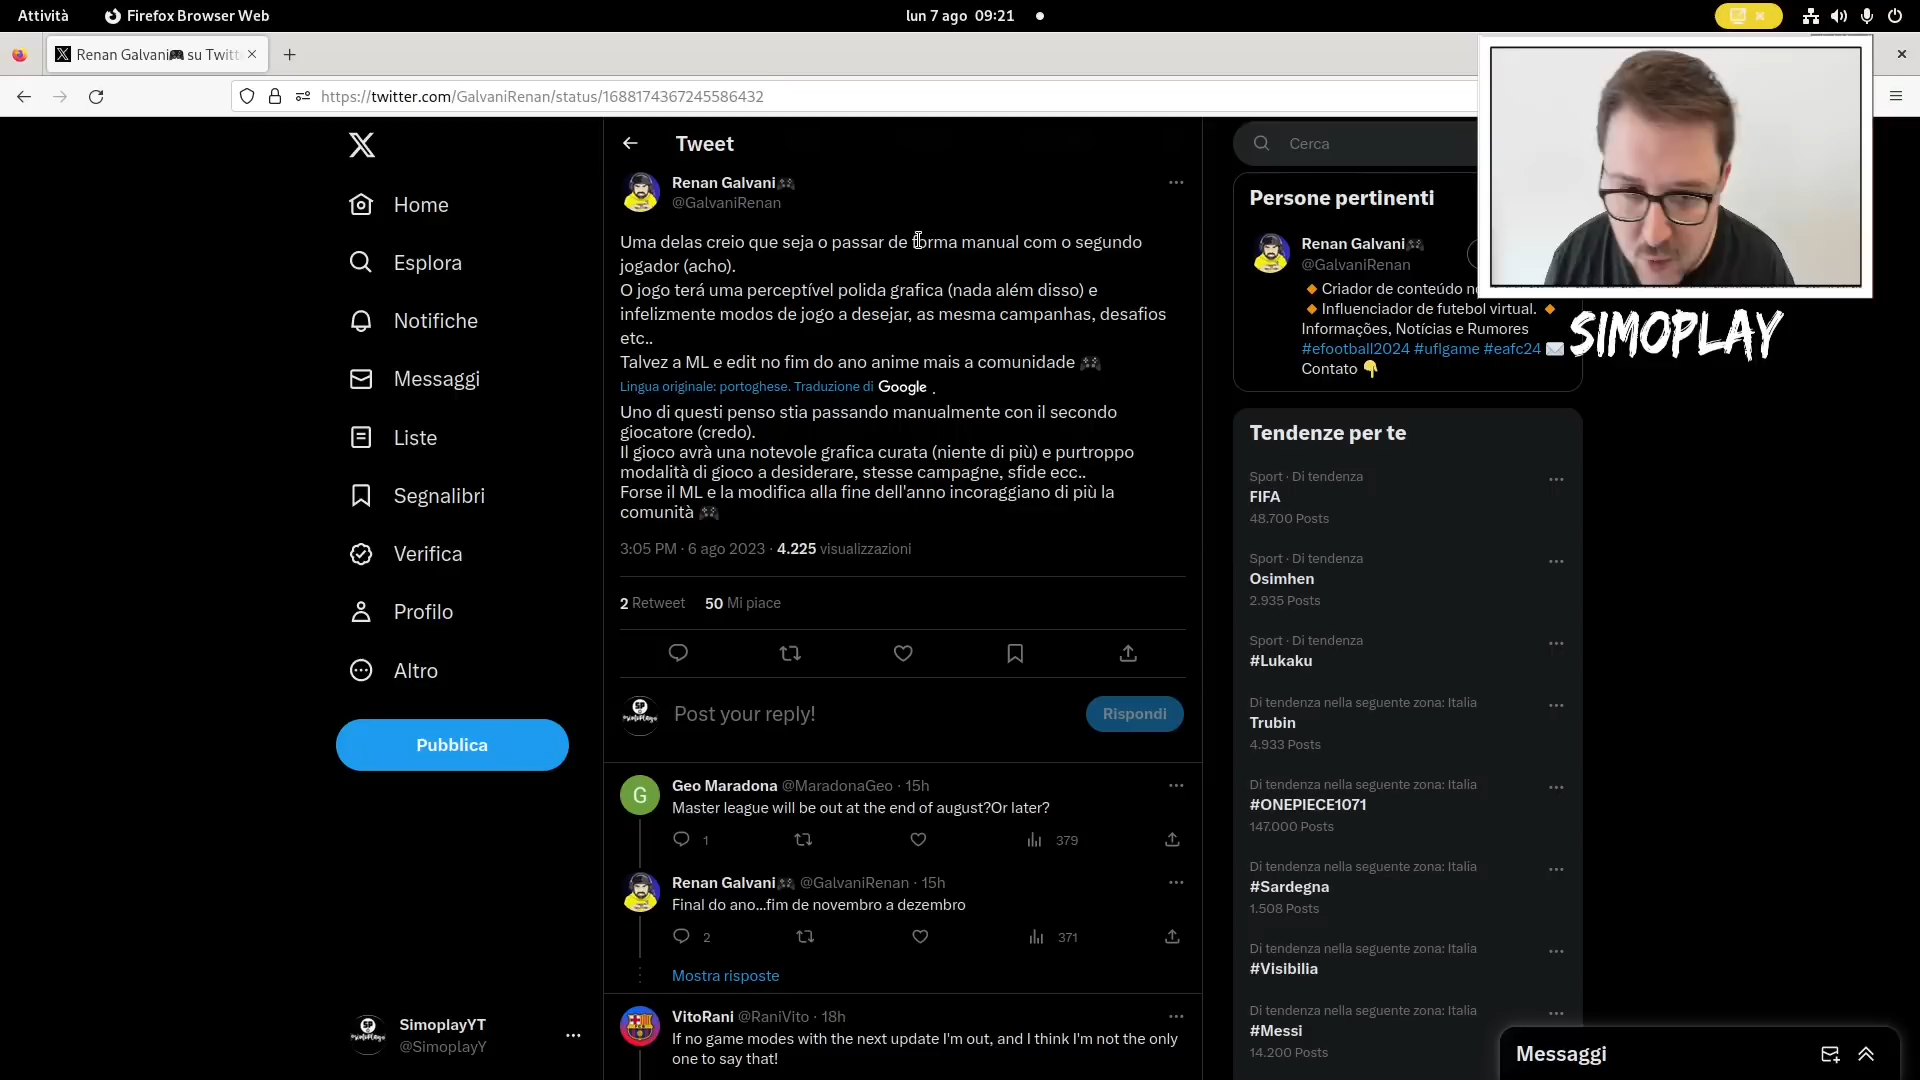 Attività
Firefox Browser Web
lun 7 ago 09:21
Renan Galvani🎮 su Twitt
https://twitter.com/GalvaniRenan/status/1688174367245586432
Home
Esplora
Notifiche
Messaggi
Liste
Segnalibri
Verifica
Profilo
Altro
Pubblica
SimoplayYT
@SimoplayY
Tweet
Renan Galvani🎮
@GalvaniRenan
Uma delas creio que seja o passar de forma manual com o segundo
jogador (acho).
O jogo terá uma perceptível polida grafica (nada além disso) e
infelizmente modos de jogo a desejar, as mesma campanhas, desafios
etc..
Talvez a ML e edit no fim do ano anime mais a comunidade 🎮
Lingua originale: portoghese. Traduzione di Google .
Uno di questi penso stia passando manualmente con il secondo
giocatore (credo).
Il gioco avrà una notevole grafica curata (niente di più) e purtroppo
modalità di gioco a desiderare, stesse campagne, sfide ecc..
Forse il ML e la modifica alla fine dell'anno incoraggiano di più la
comunità 🎮
3:05 PM · 6 ago 2023 · 4.225 visualizzazioni
2 Retweet 50 Mi piace
Post your reply!
Rispondi
Geo Maradona @MaradonaGeo · 15h
Master league will be out at the end of august?Or later?
1 379
Renan Galvani🎮 @GalvaniRenan · 15h
Final do ano...fim de novembro a dezembro
2 371
Mostra risposte
VitoRani @RaniVito · 18h
If no game modes with the next update I'm out, and I think I'm not the only
one to say that!
Cerca
Persone pertinenti
Renan Galvani🎮
@GalvaniRenan
🔸Criador de conteúdo
🔸Influenciador de futebol virtual. 🔸
Informações, Notícias e Rumores
#efootball2024 #uflgame #eafc24 ✉️
Contato 👇
SIMOPLAY
Tendenze per te
Sport · Di tendenza
FIFA
48.700 Posts
Sport · Di tendenza
Osimhen
2.935 Posts
Sport · Di tendenza
#Lukaku
Di tendenza nella seguente zona: Italia
Trubin
4.933 Posts
Di tendenza nella seguente zona: Italia
#ONEPIECE1071
147.000 Posts
Di tendenza nella seguente zona: Italia
#Sardegna
1.508 Posts
Di tendenza nella seguente zona: Italia
#Visibilia
Di tendenza nella seguente zona: Italia
#Messi
14.200 Posts
Messaggi